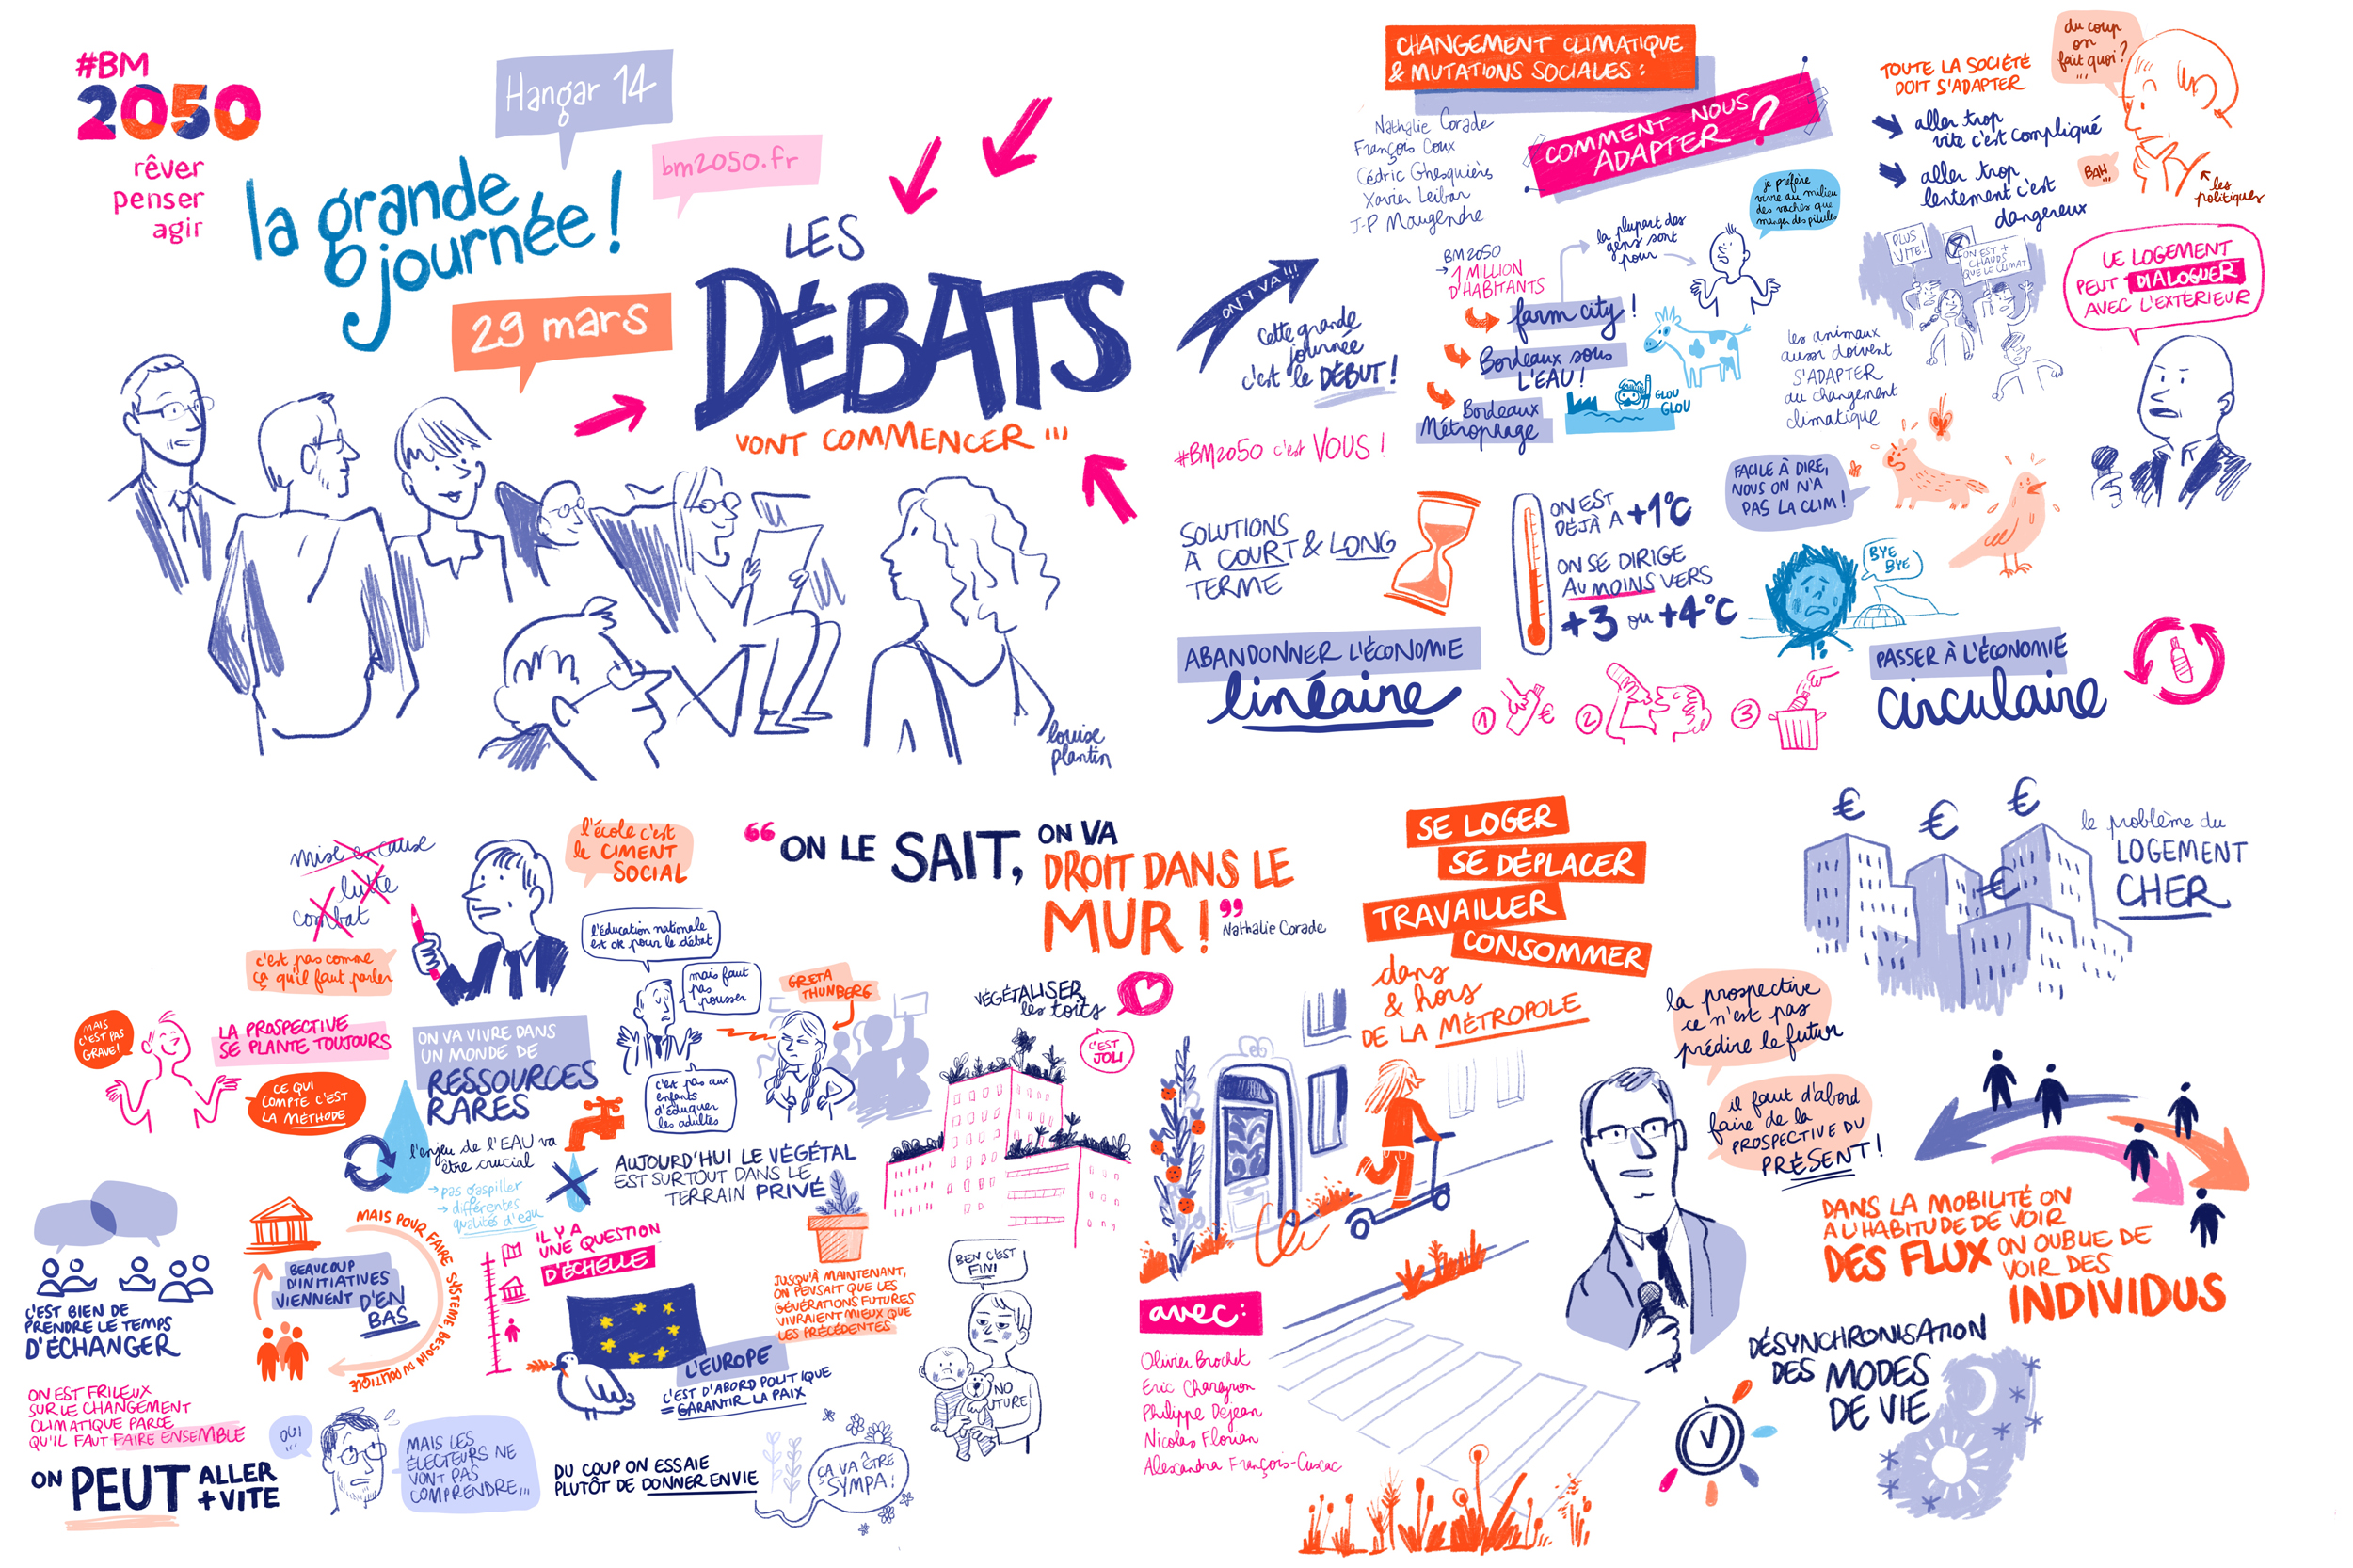 #BM
2050
rêver
penser
agir
Hangar 14
bm2050.fr
la grande
journée !
29 mars
LES
DÉBATS
VONT COMMENCER !!!
louise
plantin
CHANGEMENT CLIMATIQUE
& MUTATIONS SOCIALES :
COMMENT NOUS
ADAPTER ?
Nathalie Corade
François Coux
Cédric Ghesquières
Xavier Leibar
J-P Maugendre
ON Y VA !!!
Cette grande
journée
c'est le DÉBUT !
#BM2050 c'est VOUS !
BM2050
→ 1 MILLION
D'HABITANTS
farm city !
Bordeaux sous
L'EAU !
Bordeaux
Métrophage
la plupart des
gens sont
pour
je préfère
vivre au milieu
des vaches que
manger des pilules
GLOU
GLOU
TOUTE LA SOCIÉTÉ
DOIT S'ADAPTER
aller trop
vite c'est compliqué
aller trop
lentement c'est
dangereux
du coup
on
fait quoi ?
BAH
les
politiques
PLUS
VITE !
ON EST +
CHAUDS
QUE LE CLIMAT
LE LOGEMENT
PEUT DIALOGUER
AVEC L'EXTÉRIEUR
les animaux
aussi doivent
S'ADAPTER
au changement
climatique
FACILE À DIRE,
NOUS ON N'A
PAS LA CLIM !
SOLUTIONS
À COURT & LONG
TERME
ON EST
DÉJÀ A +1°C
ON SE DIRIGE
AU MOINS VERS
+3 ou +4°C
BYE
BYE
ABANDONNER L'ÉCONOMIE
linéaire
1
€
2
3
PASSER À L'ÉCONOMIE
circulaire
mise en cause
lutte
combat
c'est pas comme
ça qu'il faut parler
l'école c'est
le CIMENT
SOCIAL
MAIS
C'EST PAS
GRAVE !
LA PROSPECTIVE
SE PLANTE TOUJOURS
CE QUI
COMPTE C'EST
LA MÉTHODE
ON VA VIVRE DANS
UN MONDE DE
RESSOURCES
RARES
l'enjeu de l'EAU va
être crucial
→ pas gaspiller
→ différentes
qualités d'eau
l'éducation nationale
est ok pour le débat
mais faut
pas
pousser
c'est pas aux
enfants
d'éduquer
les adultes
GRETA
THUNBERG
“ ON LE SAIT, ON VA
DROIT DANS LE
MUR ! ”
Nathalie Corade
VÉGÉTALISER
les toits
C'EST
JOLI
AUJOURD'HUI LE VÉGÉTAL
EST SURTOUT DANS LE
TERRAIN PRIVÉ
C'EST BIEN DE
PRENDRE LE TEMPS
D'ÉCHANGER
BEAUCOUP
D'INITIATIVES
VIENNENT D'EN
BAS
MAIS POUR FAIRE SYSTÈME, BESOIN DU POLITIQUE
IL Y A
UNE QUESTION
D'ÉCHELLE
L'EUROPE
C'EST D'ABORD POLITIQUE
= GARANTIR LA PAIX
JUSQU'À MAINTENANT,
ON PENSAIT QUE LES
GÉNÉRATIONS FUTURES
VIVRAIENT MIEUX QUE
LES PRÉCÉDENTES
BEN C'EST
FINI
NO
FUTURE
ON EST FRILEUX
SUR LE CHANGEMENT
CLIMATIQUE PARCE
QU'IL FAUT FAIRE ENSEMBLE
ON PEUT ALLER
+ VITE
OUI
...
MAIS LES
ÉLECTEURS NE
VONT PAS
COMPRENDRE...
DU COUP ON ESSAIE
PLUTÔT DE DONNER ENVIE
ÇA VA ÊTRE
SYMPA !
SE LOGER
SE DÉPLACER
TRAVAILLER
CONSOMMER
dans
& hors
DE LA MÉTROPOLE
avec :
Olivier Brochet
Eric Chareyron
Philippe Dejean
Nicolas Florian
Alexandra François-Cuxac
€ € € €
le problème du
LOGEMENT
CHER
la prospective
ce n'est pas
prédire le futur
il faut d'abord
faire de la
PROSPECTIVE DU
PRÉSENT !
DANS LA MOBILITÉ ON
A L'HABITUDE DE VOIR
DES FLUX ON OUBLIE DE
VOIR DES
INDIVIDUS
DÉSYNCHRONISATION
DES MODES
DE VIE